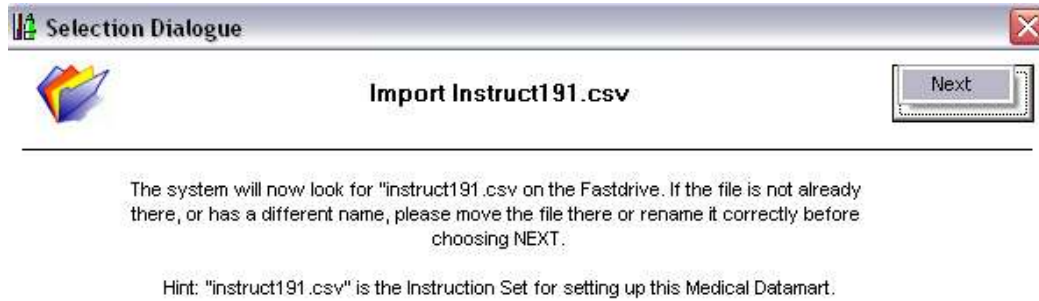 Selection Dialogue
Import Instruct191.csv
Next
The system will now look for "instruct191.csv on the Fastdrive. If the file is not already
there, or has a different name, please move the file there or rename it correctly before
choosing NEXT.
Hint: "instruct191.csv" is the Instruction Set for setting up this Medical Datamart.